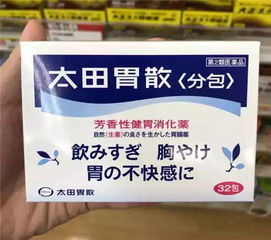 第2類医薬品
太田胃散〈分包〉
芳香性健胃消化薬
自然(生薬)の良さを生かした胃腸薬
飲みすぎ 胸やけ
胃の不快感に
太田胃散
32包